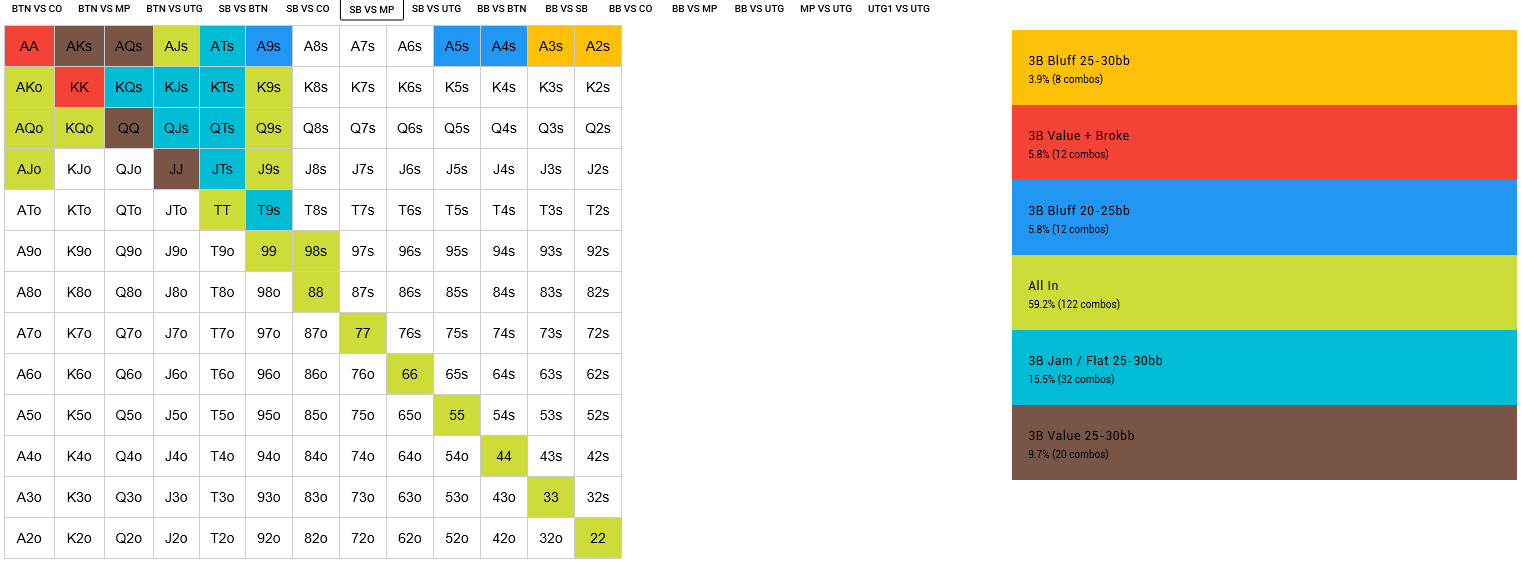 BTN VS CO BTN VS MP BTN VS UTG SB VS BTN SB VS CO SB VS MP SB VS UTG BB VS BTN BB VS SB BB VS CO BB VS MP BB VS UTG MP VS UTG UTG1 VS UTG
AA AKs AQs AJs ATs A9s A8s A7s A6s A5s A4s A3s A2s
AKo KK KQs KJs KTs K9s K8s K7s K6s K5s K4s K3s K2s
AQo KQo QQ QJs QTs Q9s Q8s Q7s Q6s Q5s Q4s Q3s Q2s
AJo KJo QJo JJ JTs J9s J8s J7s J6s J5s J4s J3s J2s
ATo KTo QTo JTo TT T9s T8s T7s T6s T5s T4s T3s T2s
A9o K9o Q9o J9o T9o 99 98s 97s 96s 95s 94s 93s 92s
A8o K8o Q8o J8o T8o 98o 88 87s 86s 85s 84s 83s 82s
A7o K7o Q7o J7o T7o 97o 87o 77 76s 75s 74s 73s 72s
A6o K6o Q6o J6o T6o 96o 86o 76o 66 65s 64s 63s 62s
A5o K5o Q5o J5o T5o 95o 85o 75o 65o 55 54s 53s 52s
A4o K4o Q4o J4o T4o 94o 84o 74o 64o 54o 44 43s 42s
A3o K3o Q3o J3o T3o 93o 83o 73o 63o 53o 43o 33 32s
A2o K2o Q2o J2o T2o 92o 82o 72o 62o 52o 42o 32o 22
3B Bluff 25-30bb
3.9% (8 combos)
3B Value + Broke
5.8% (12 combos)
3B Bluff 20-25bb
5.8% (12 combos)
All In
59.2% (122 combos)
3B Jam / Flat 25-30bb
15.5% (32 combos)
3B Value 25-30bb
9.7% (20 combos)